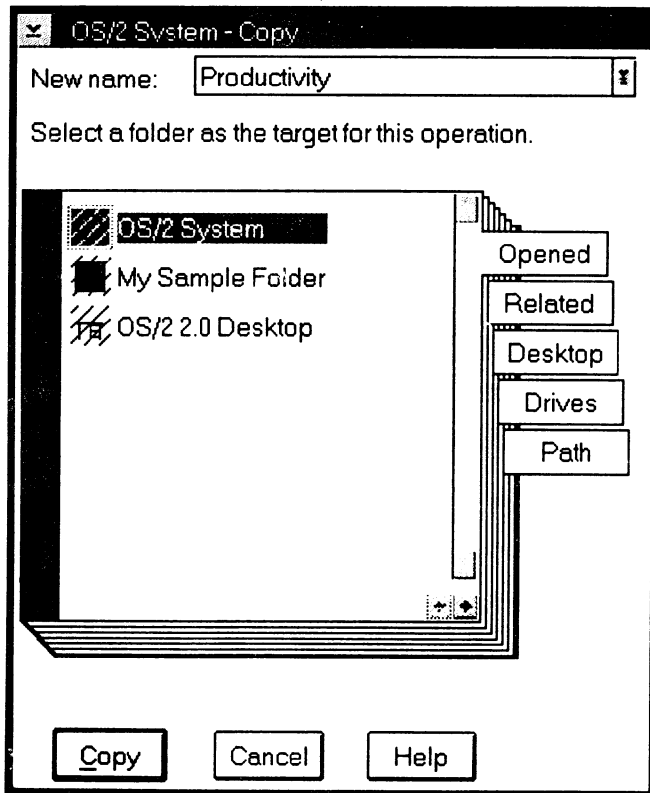 OS/2 System - Copy
New name: Productivity
Select a folder as the target for this operation.
OS/2 System
My Sample Folder
OS/2 2.0 Desktop
Opened
Related
Desktop
Drives
Path
Copy Cancel Help